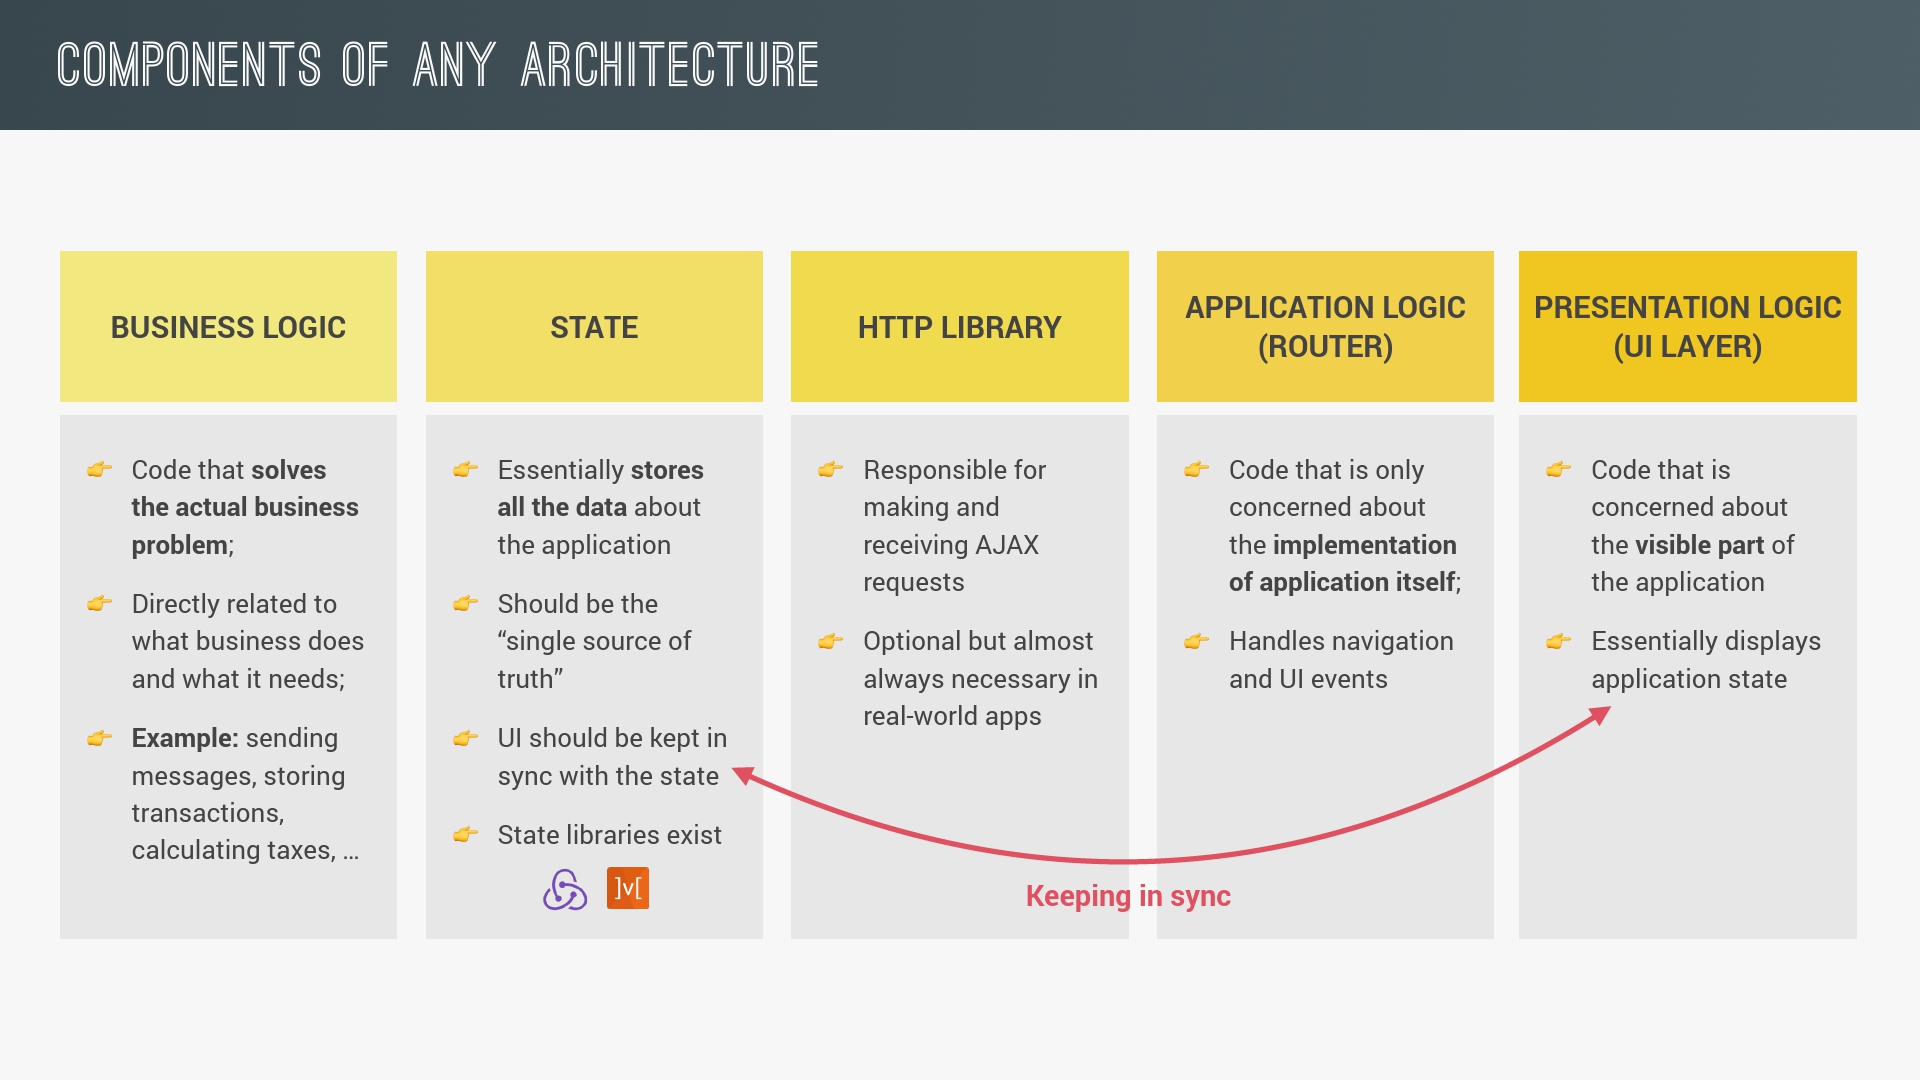 COMPONENTS OF ANY ARCHITECTURE
BUSINESS LOGIC
👉 Code that solves
the actual business
problem;
👉 Directly related to
what business does
and what it needs;
👉 Example: sending
messages, storing
transactions,
calculating taxes, …
STATE
👉 Essentially stores
all the data about
the application
👉 Should be the
“single source of
truth”
👉 UI should be kept in
sync with the state
👉 State libraries exist
]v[
HTTP LIBRARY
👉 Responsible for
making and
receiving AJAX
requests
👉 Optional but almost
always necessary in
real-world apps
APPLICATION LOGIC
(ROUTER)
👉 Code that is only
concerned about
the implementation
of application itself;
👉 Handles navigation
and UI events
PRESENTATION LOGIC
(UI LAYER)
👉 Code that is
concerned about
the visible part of
the application
👉 Essentially displays
application state
Keeping in sync